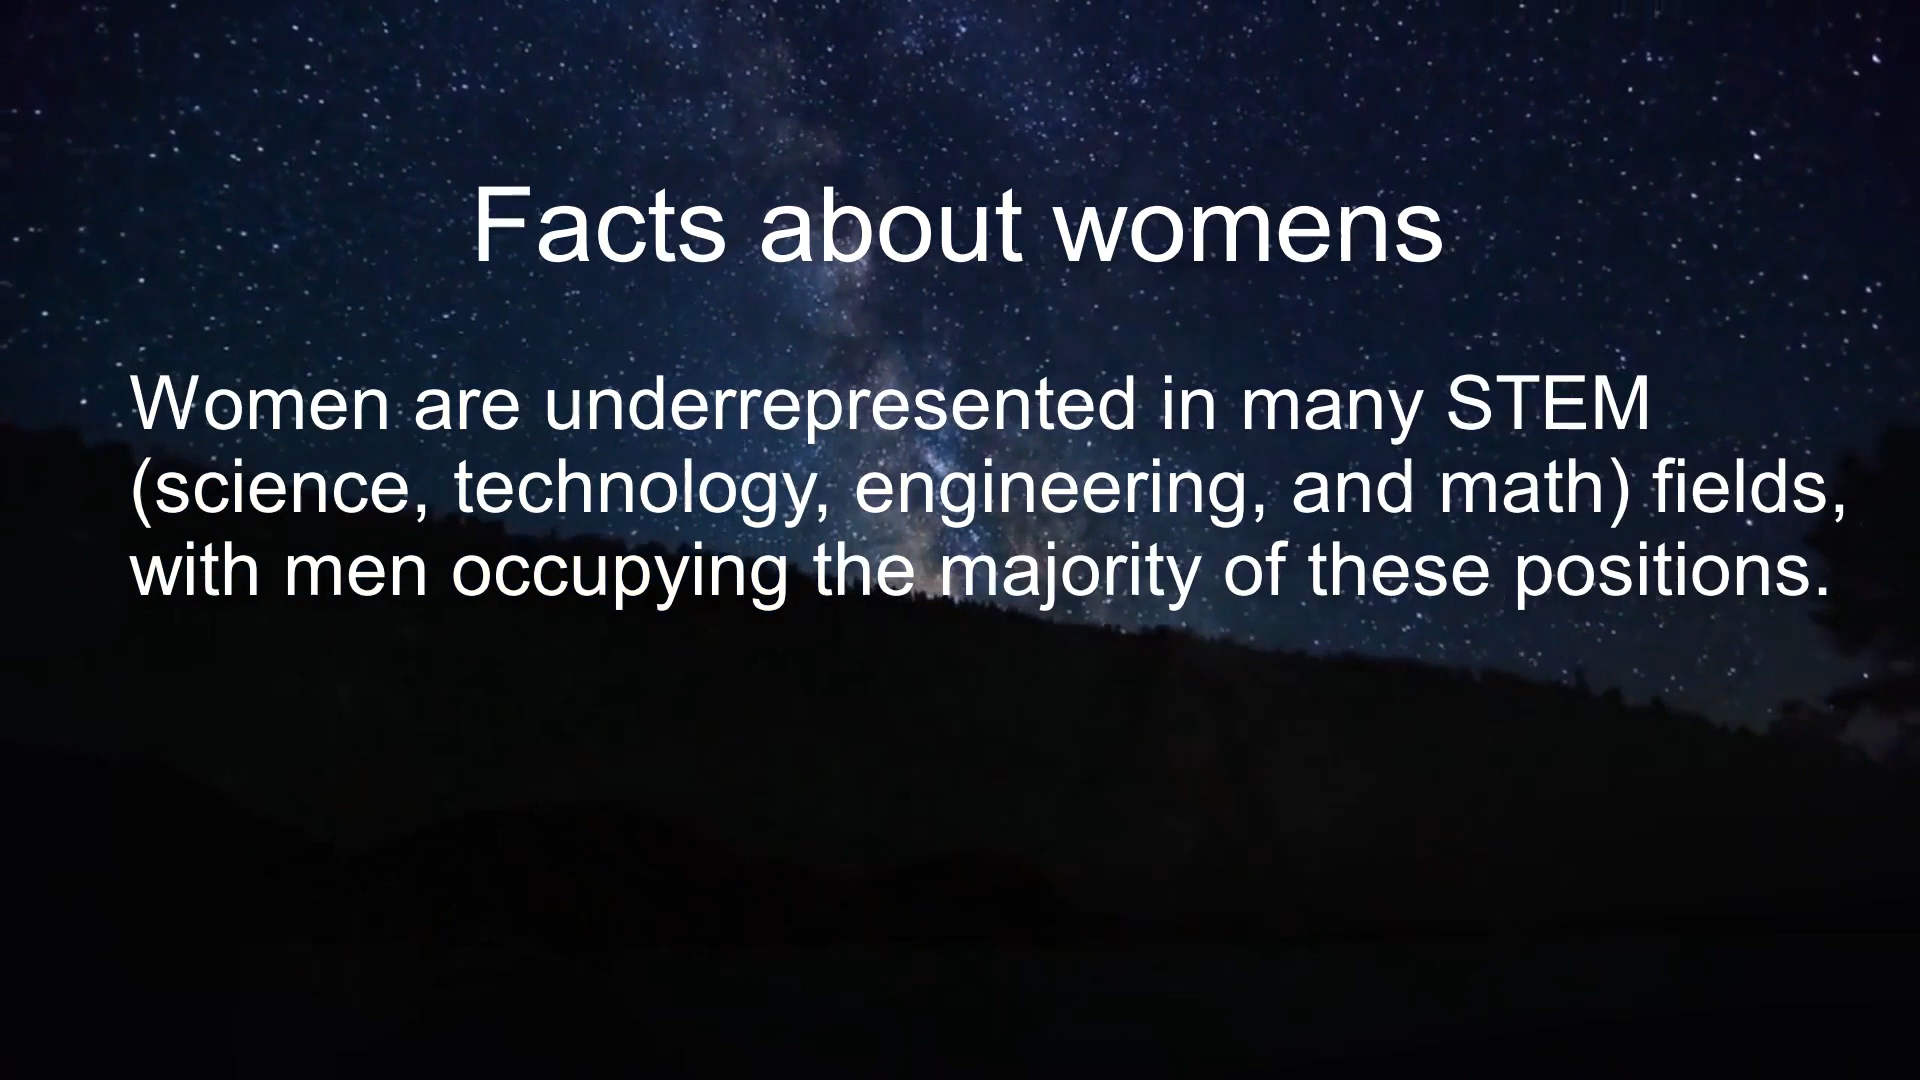 Facts about womens
Women are underrepresented in many STEM
(science, technology, engineering, and math) fields,
with men occupying the majority of these positions.